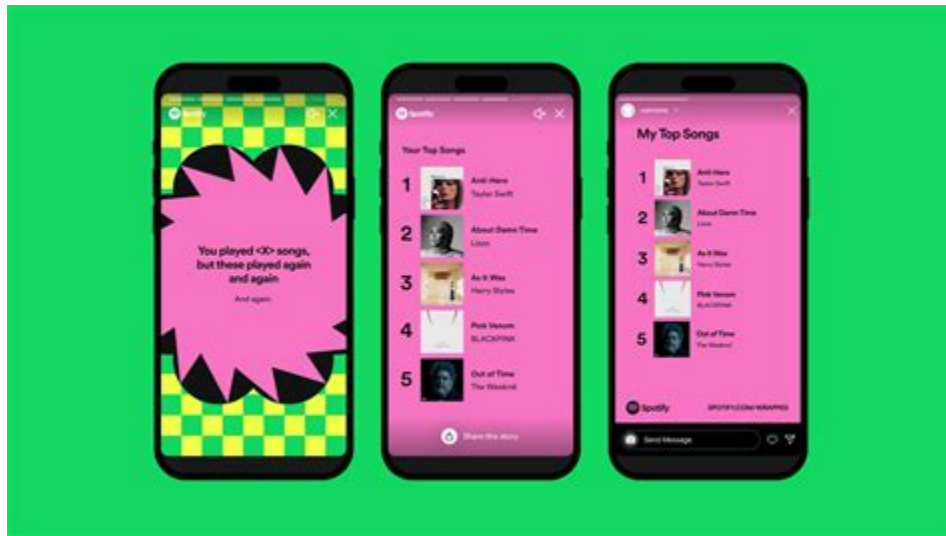 Spotify
You played <X> songs,
but these played again
and again
And again
Spotify
Your Top Songs
1
Anti-Hero
Taylor Swift
2
About Damn Time
Lizzo
3
As It Was
Harry Styles
4
Pink Venom
BLACKPINK
5
Out of Time
The Weeknd
Share this story
username
My Top Songs
1
Anti-Hero
Taylor Swift
2
About Damn Time
Lizzo
3
As It Was
Harry Styles
4
Pink Venom
BLACKPINK
5
Out of Time
The Weeknd
Spotify
SPOTIFY.COM/WRAPPED
Send Message